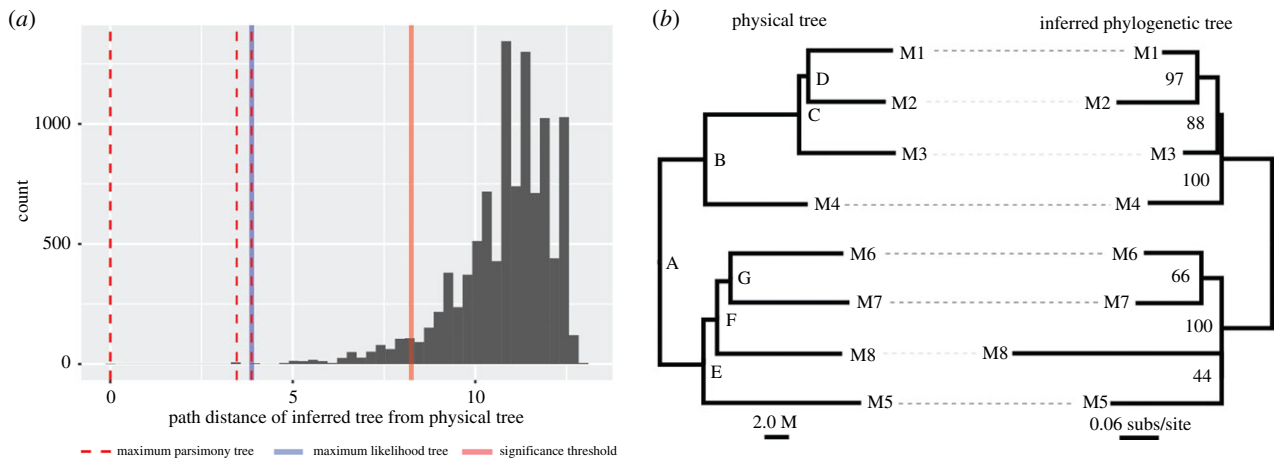 (a)
1000
500
0
count
0 5 10
path distance of inferred tree from physical tree
maximum parsimony tree maximum likelihood tree significance threshold
(b)
physical tree inferred phylogenetic tree
M1 M1
D 97
M2 M2
C 88
M3 M3
B 100
M4 M4
A
M6 M6
G 66
M7 M7
F 100
M8 M8
E 44
M5 M5
2.0 M 0.06 subs/site